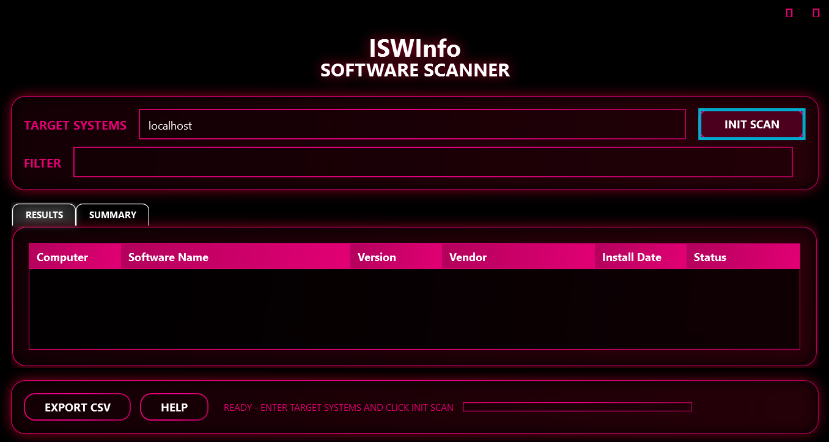 ISWInfo
SOFTWARE SCANNER
TARGET SYSTEMS localhost INIT SCAN
FILTER
RESULTS SUMMARY
Computer Software Name Version Vendor Install Date Status
EXPORT CSV HELP READY - ENTER TARGET SYSTEMS AND CLICK INIT SCAN